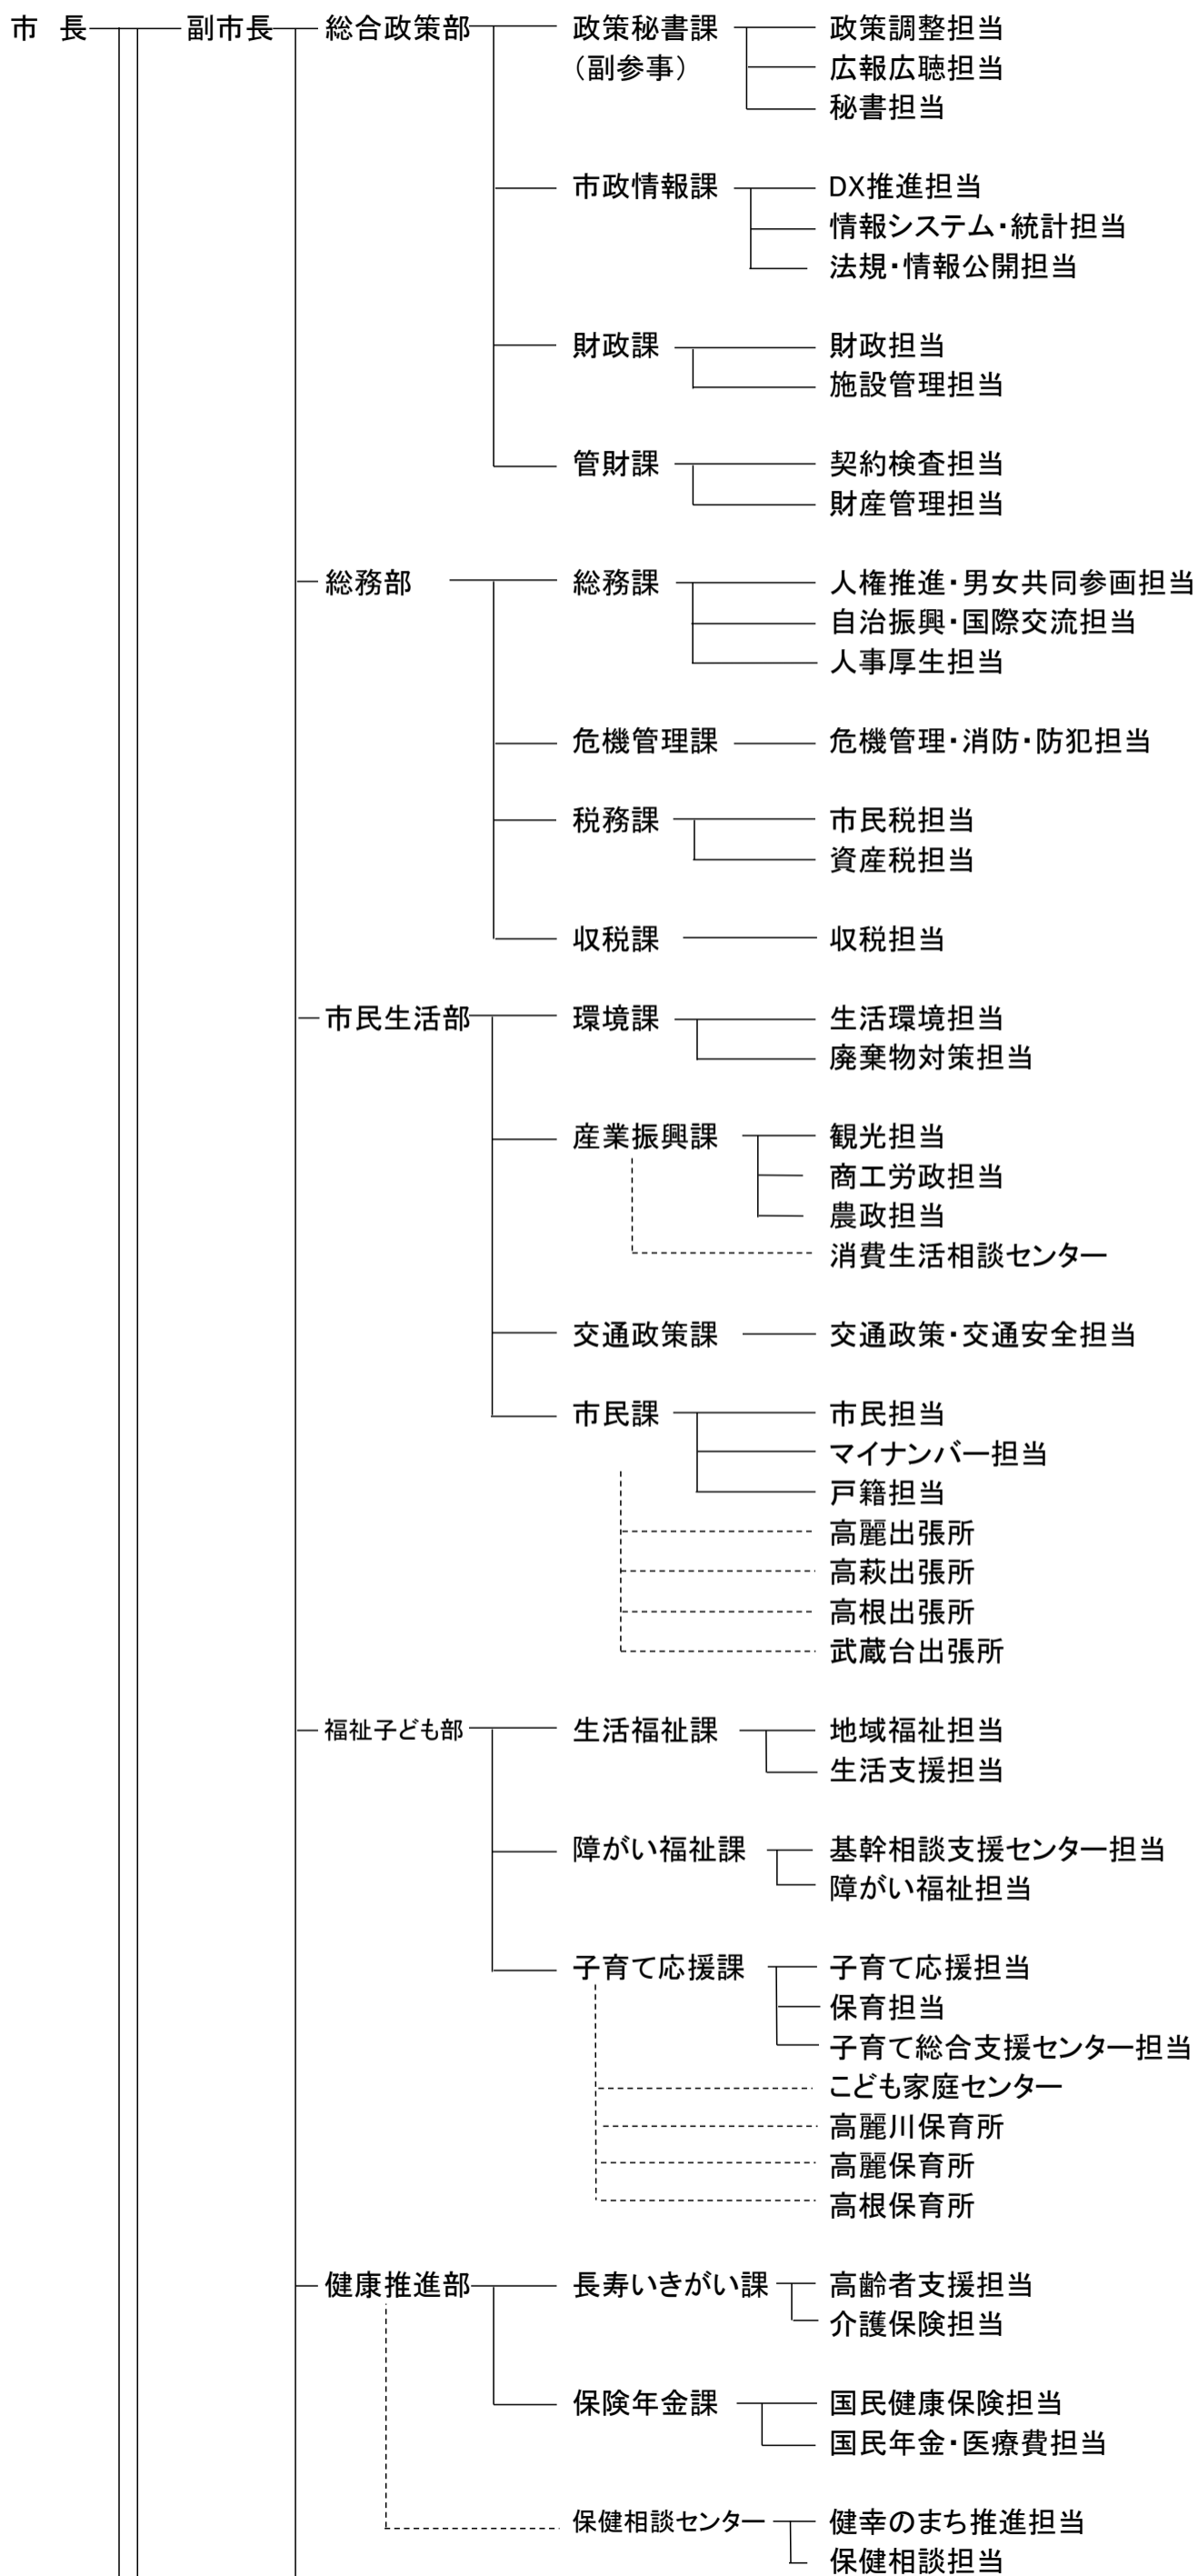 市 長 副市長 総合政策部 政策秘書課 政策調整担当
（副参事） 広報広聴担当
秘書担当
市政情報課 DX推進担当
情報システム・統計担当
法規・情報公開担当
財政課 財政担当
施設管理担当
管財課 契約検査担当
財産管理担当
総務部 総務課 人権推進・男女共同参画担当
自治振興・国際交流担当
人事厚生担当
危機管理課 危機管理・消防・防犯担当
税務課 市民税担当
資産税担当
収税課 収税担当
市民生活部 環境課 生活環境担当
廃棄物対策担当
産業振興課 観光担当
商工労政担当
農政担当
消費生活相談センター
交通政策課 交通政策・交通安全担当
市民課 市民担当
マイナンバー担当
戸籍担当
高麗出張所
高萩出張所
高根出張所
武蔵台出張所
福祉子ども部 生活福祉課 地域福祉担当
生活支援担当
障がい福祉課 基幹相談支援センター担当
障がい福祉担当
子育て応援課 子育て応援担当
保育担当
子育て総合支援センター担当
こども家庭センター
高麗川保育所
高麗保育所
高根保育所
健康推進部 長寿いきがい課 高齢者支援担当
介護保険担当
保険年金課 国民健康保険担当
国民年金・医療費担当
保健相談センター 健幸のまち推進担当
保健相談担当